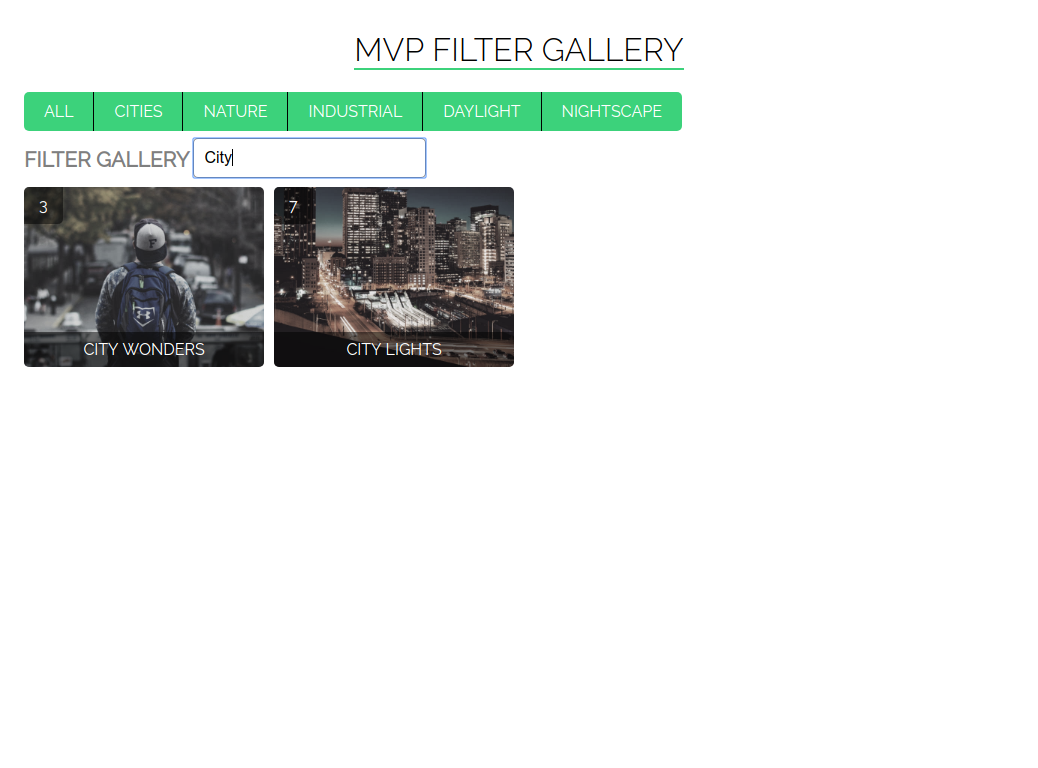 MVP FILTER GALLERY
ALL CITIES NATURE INDUSTRIAL DAYLIGHT NIGHTSCAPE
FILTER GALLERY City
3 7
F
CITY WONDERS CITY LIGHTS